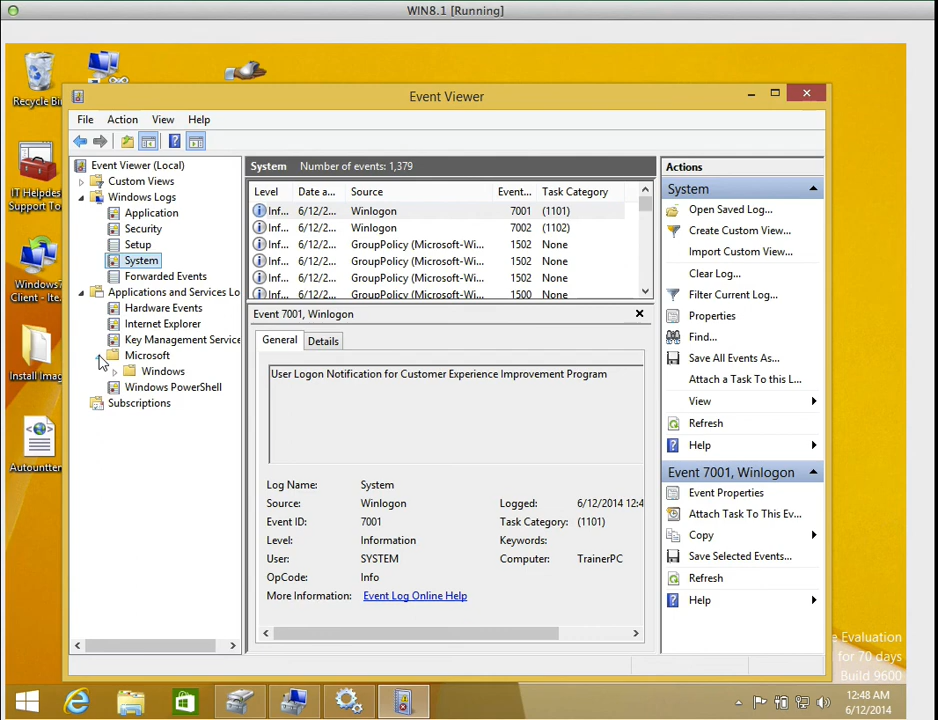 WIN8.1 [Running]
Recycle Bi
IT Helpdes
Support To
Windows7
Client - Ite
Install Imag
Autounten
Event Viewer
File Action View Help
Event Viewer (Local)
Custom Views
Windows Logs
Application
Security
Setup
System
Forwarded Events
Applications and Services Lo
Hardware Events
Internet Explorer
Key Management Service
Microsoft
Windows
Windows PowerShell
Subscriptions
System Number of events: 1,379
Level Date a... Source Event... Task Category
Inf... 6/12/2... Winlogon 7001 (1101)
Inf... 6/12/2... Winlogon 7002 (1102)
Inf... 6/12/2... GroupPolicy (Microsoft-Wi... 1502 None
Inf... 6/12/2... GroupPolicy (Microsoft-Wi... 1502 None
Inf... 6/12/2... GroupPolicy (Microsoft-Wi... 1502 None
Inf... 6/12/2... GroupPolicy (Microsoft-Wi... 1500 None
Event 7001, Winlogon
General Details
User Logon Notification for Customer Experience Improvement Program
Log Name: System
Source: Winlogon Logged: 6/12/2014 12:4
Event ID: 7001 Task Category: (1101)
Level: Information Keywords:
User: SYSTEM Computer: TrainerPC
OpCode: Info
More Information: Event Log Online Help
Actions
System
Open Saved Log...
Create Custom View...
Import Custom View...
Clear Log...
Filter Current Log...
Properties
Find...
Save All Events As...
Attach a Task To this L...
View
Refresh
Help
Event 7001, Winlogon
Event Properties
Attach Task To This Ev...
Copy
Save Selected Events...
Refresh
Help
e Evaluation
for 70 days
Build 9600
12:48 AM
6/12/2014